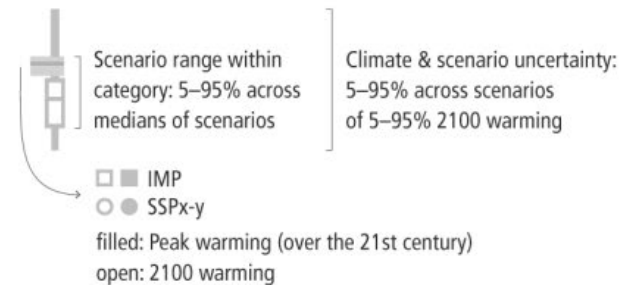 Scenario range within
category: 5–95% across
medians of scenarios
Climate & scenario uncertainty:
5–95% across scenarios
of 5–95% 2100 warming
IMP
SSPx-y
filled: Peak warming (over the 21st century)
open: 2100 warming